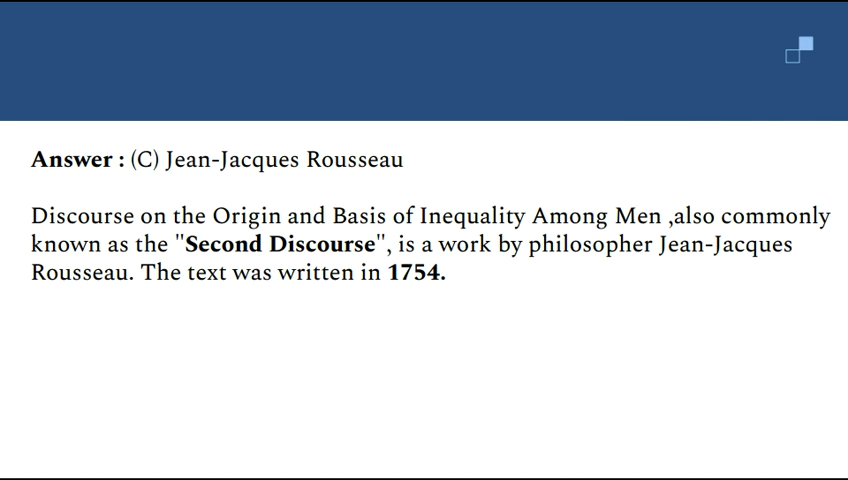 Answer : (C) Jean-Jacques Rousseau
Discourse on the Origin and Basis of Inequality Among Men ,also commonly
known as the "Second Discourse", is a work by philosopher Jean-Jacques
Rousseau. The text was written in 1754.